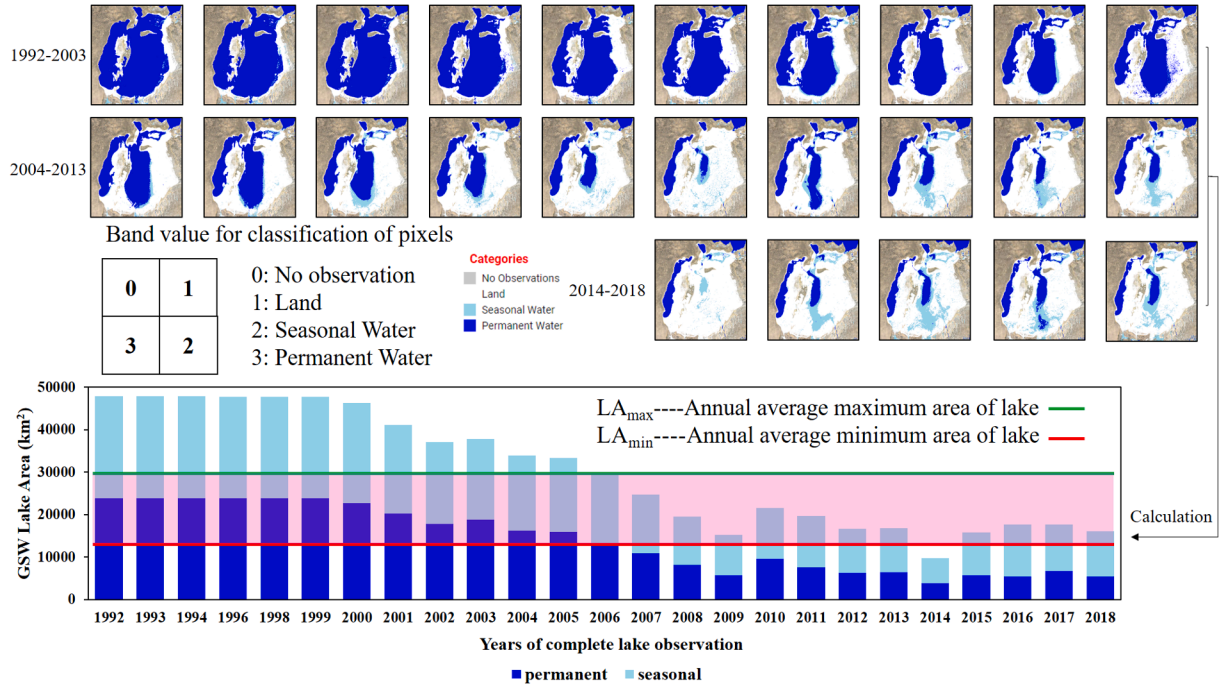 1992-2003
2004-2013
Band value for classification of pixels
0 1
3 2
0: No observation
1: Land
2: Seasonal Water
3: Permanent Water
Categories
No Observations
Land
Seasonal Water
Permanent Water
2014-2018
GSW Lake Area (km²)
50000
40000
30000
20000
10000
0
LAmax----Annual average maximum area of lake
LAmin----Annual average minimum area of lake
Calculation
1992 1993 1994 1996 1998 1999 2000 2001 2002 2003 2004 2005 2006 2007 2008 2009 2010 2011 2012 2013 2014 2015 2016 2017 2018
Years of complete lake observation
permanent seasonal